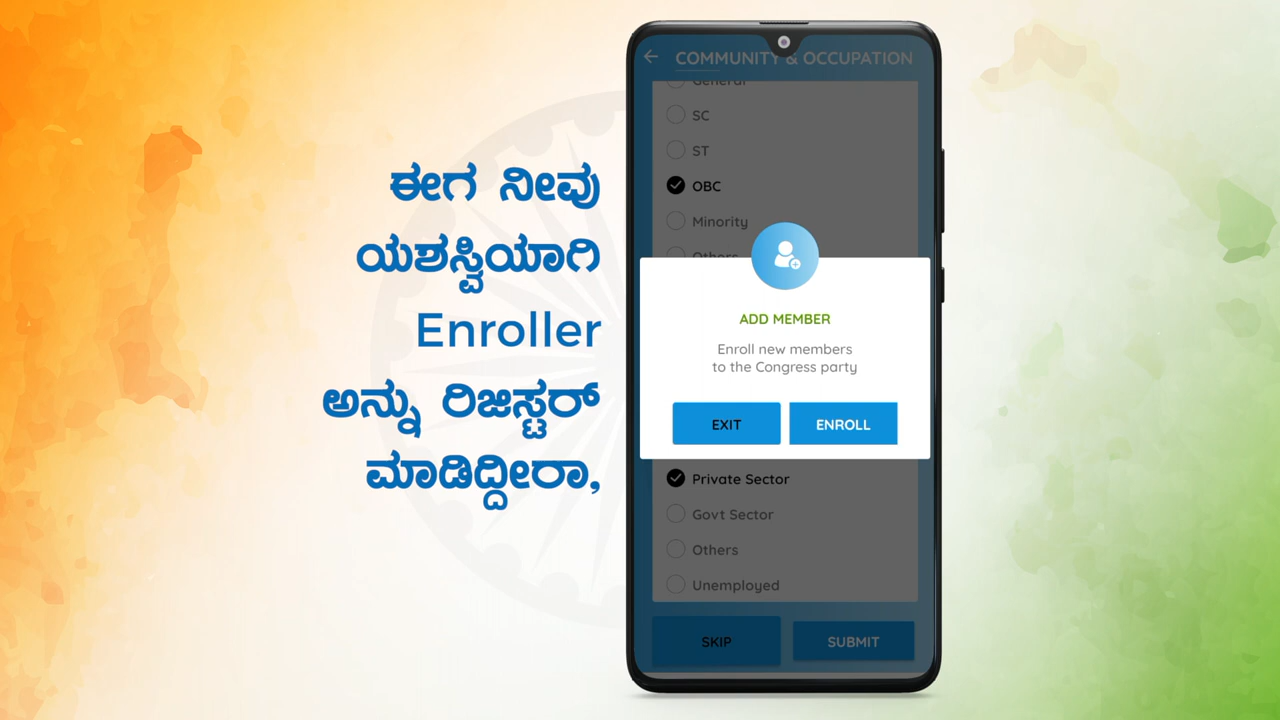 ಈಗ ನೀವು
ಯಶಸ್ವಿಯಾಗಿ
Enroller
ಅನ್ನು ರಿಜಿಸ್ಟರ್
ಮಾಡಿದ್ದೀರಾ,
COMMUNITY & OCCUPATION
General
SC
ST
OBC
Minority
Others
ADD MEMBER
Enroll new members
to the Congress party
EXIT ENROLL
Private Sector
Govt Sector
Others
Unemployed
SKIP SUBMIT